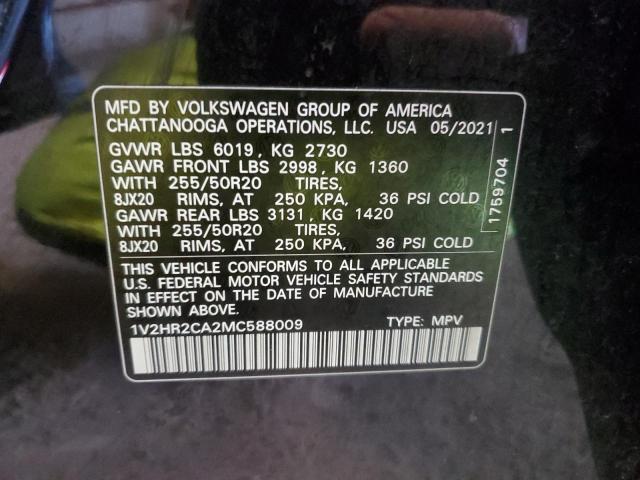 MFD BY VOLKSWAGEN GROUP OF AMERICA
CHATTANOOGA OPERATIONS, LLC. USA 05/2021
GVWR LBS 6019, KG 2730
GAWR FRONT LBS 2998, KG 1360
WITH 255/50R20 TIRES,
8JX20 RIMS, AT 250 KPA, 36 PSI COLD
GAWR REAR LBS 3131, KG 1420
WITH 255/50R20 TIRES,
8JX20 RIMS, AT 250 KPA, 36 PSI COLD
THIS VEHICLE CONFORMS TO ALL APPLICABLE
U.S. FEDERAL MOTOR VEHICLE SAFETY STANDARDS
IN EFFECT ON THE DATE OF MANUFACTURE
SHOWN ABOVE.
1V2HR2CA2MC588009 TYPE: MPV
1759704 1